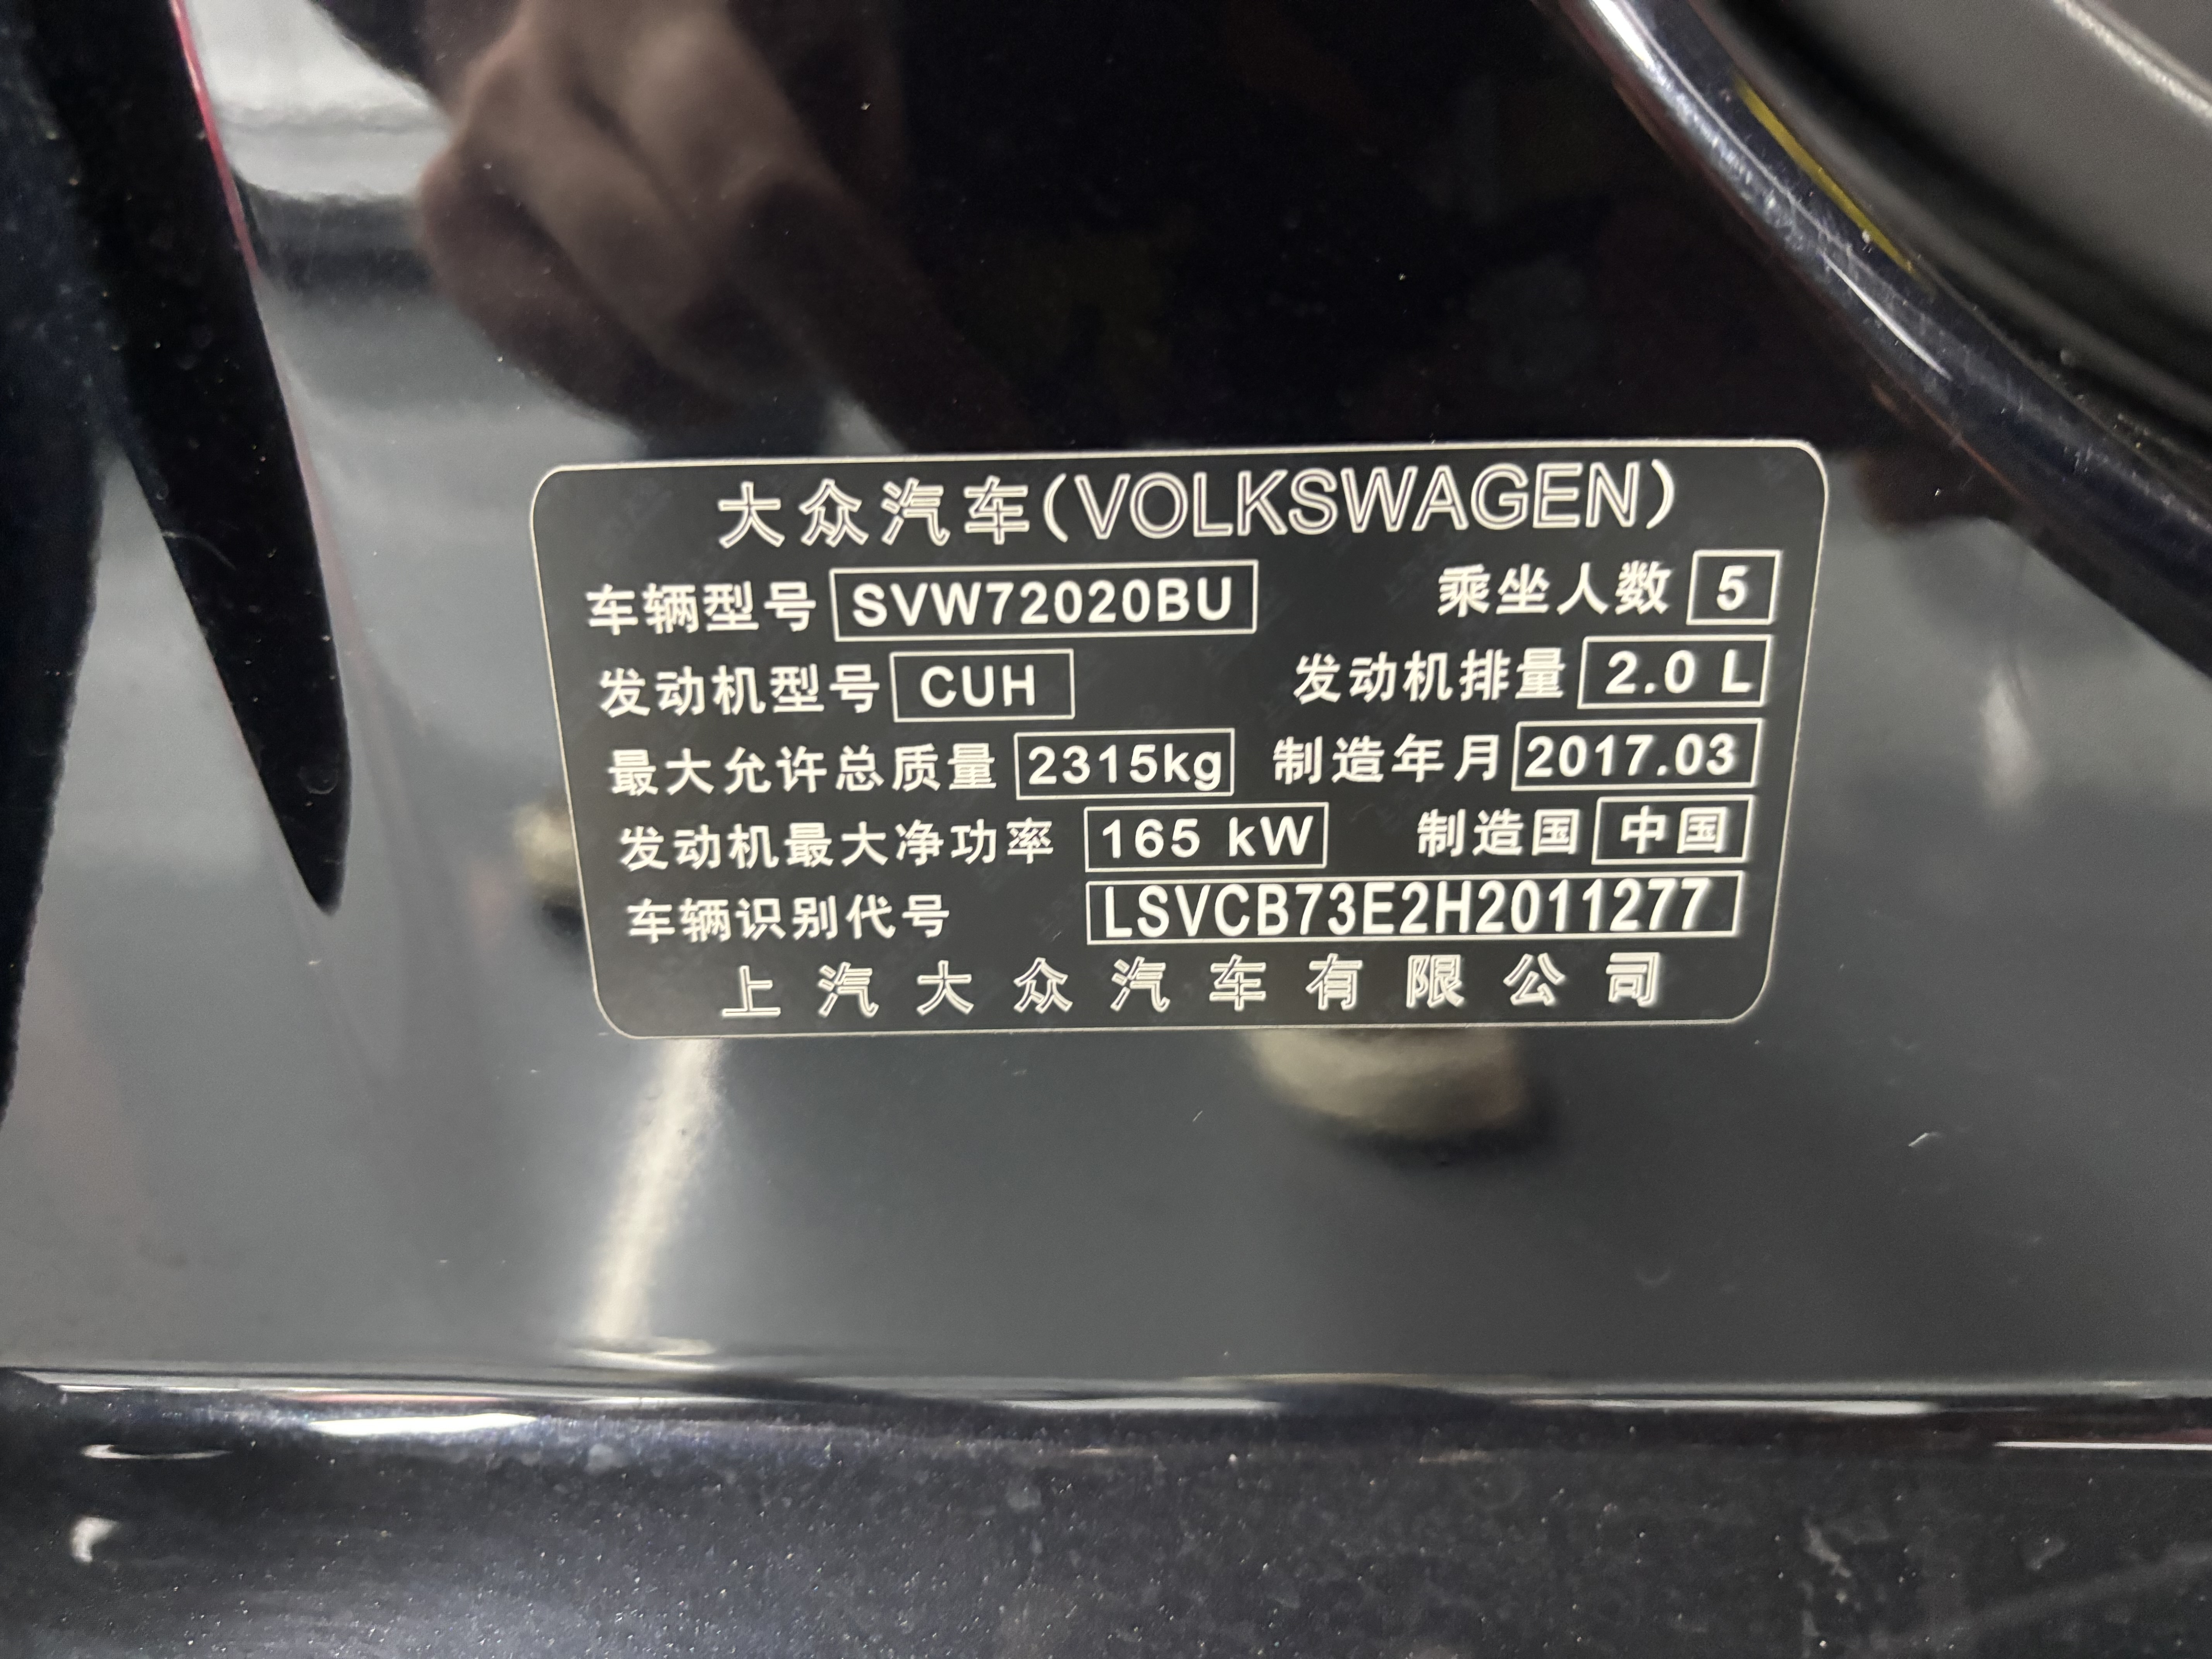 大众汽车(VOLKSWAGEN)
车辆型号 SVW72020BU 乘坐人数 5
发动机型号 CUH 发动机排量 2.0 L
最大允许总质量 2315kg 制造年月 2017.03
发动机最大净功率 165 kW 制造国 中国
车辆识别代号 LSVCB73E2H2011277
上汽大众汽车有限公司